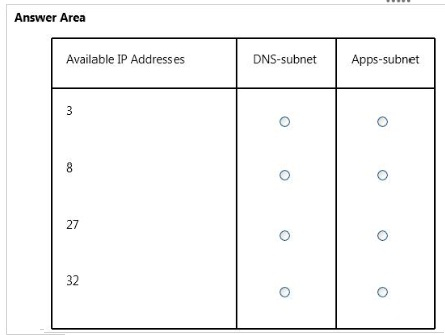 Answer Area
Available IP Addresses DNS-subnet Apps-subnet
3
8
27
32